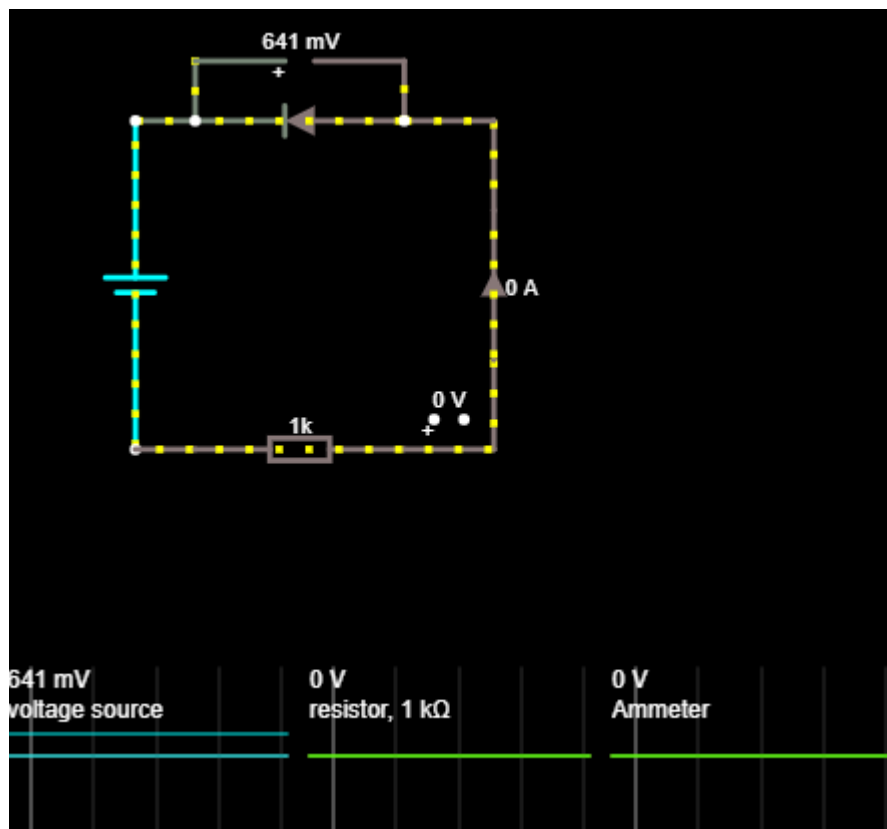 641 mV
+
0 A
0 V
+
1k
641 mV
voltage source
0 V
resistor, 1 kΩ
0 V
Ammeter